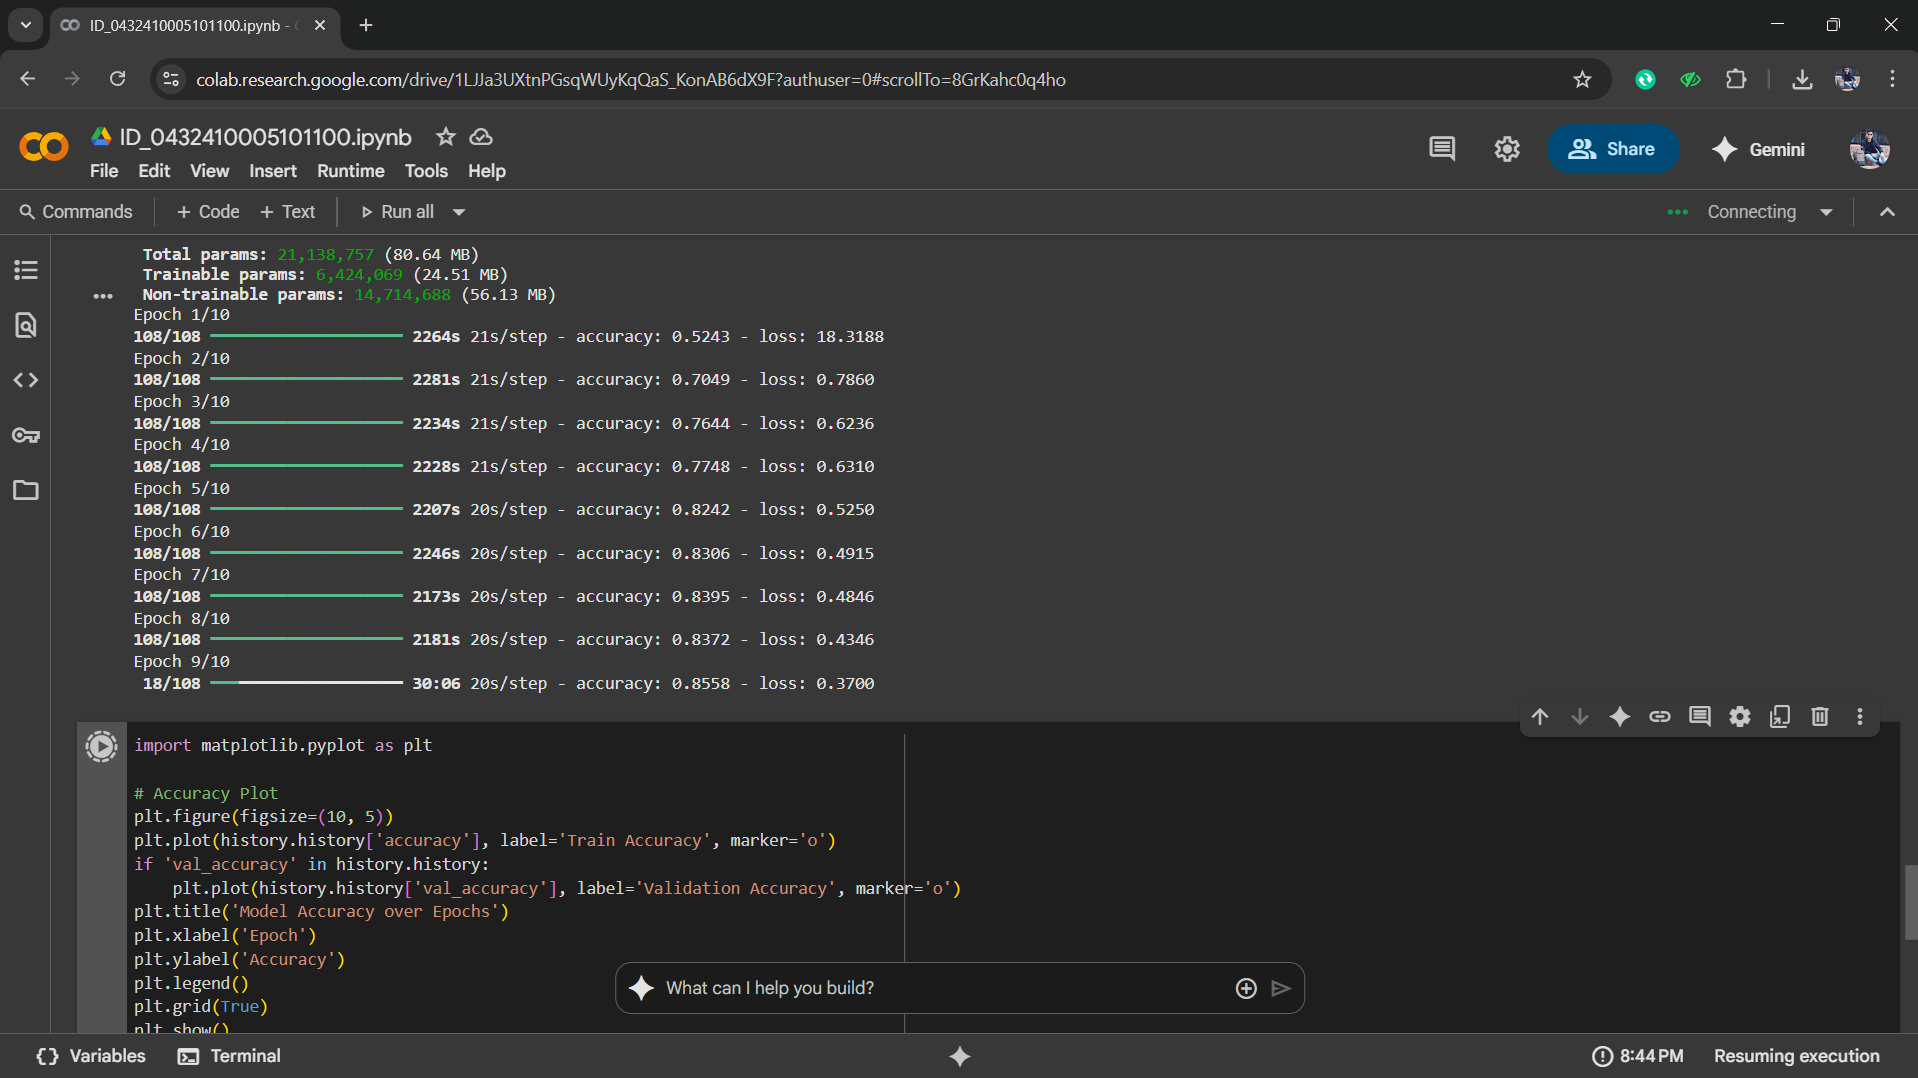 ID_0432410005101100.ipynb -
colab.research.google.com/drive/1LJJa3UXtnPGsqWUyKqQaS_KonAB6dX9F?authuser=0#scrollTo=8GrKahc0q4ho
ID_0432410005101100.ipynb
Share
Gemini
File Edit View Insert Runtime Tools Help
Commands + Code + Text Run all
Connecting
Total params: 21,138,757 (80.64 MB)
Trainable params: 6,424,069 (24.51 MB)
Non-trainable params: 14,714,688 (56.13 MB)
Epoch 1/10
108/108 2264s 21s/step - accuracy: 0.5243 - loss: 18.3188
Epoch 2/10
108/108 2281s 21s/step - accuracy: 0.7049 - loss: 0.7860
Epoch 3/10
108/108 2234s 21s/step - accuracy: 0.7644 - loss: 0.6236
Epoch 4/10
108/108 2228s 21s/step - accuracy: 0.7748 - loss: 0.6310
Epoch 5/10
108/108 2207s 20s/step - accuracy: 0.8242 - loss: 0.5250
Epoch 6/10
108/108 2246s 20s/step - accuracy: 0.8306 - loss: 0.4915
Epoch 7/10
108/108 2173s 20s/step - accuracy: 0.8395 - loss: 0.4846
Epoch 8/10
108/108 2181s 20s/step - accuracy: 0.8372 - loss: 0.4346
Epoch 9/10
18/108 30:06 20s/step - accuracy: 0.8558 - loss: 0.3700
import matplotlib.pyplot as plt
# Accuracy Plot
plt.figure(figsize=(10, 5))
plt.plot(history.history['accuracy'], label='Train Accuracy', marker='o')
if 'val_accuracy' in history.history:
    plt.plot(history.history['val_accuracy'], label='Validation Accuracy', marker='o')
plt.title('Model Accuracy over Epochs')
plt.xlabel('Epoch')
plt.ylabel('Accuracy')
plt.legend()
plt.grid(True)
plt.show()
What can I help you build?
Variables Terminal
8:44 PM Resuming execution